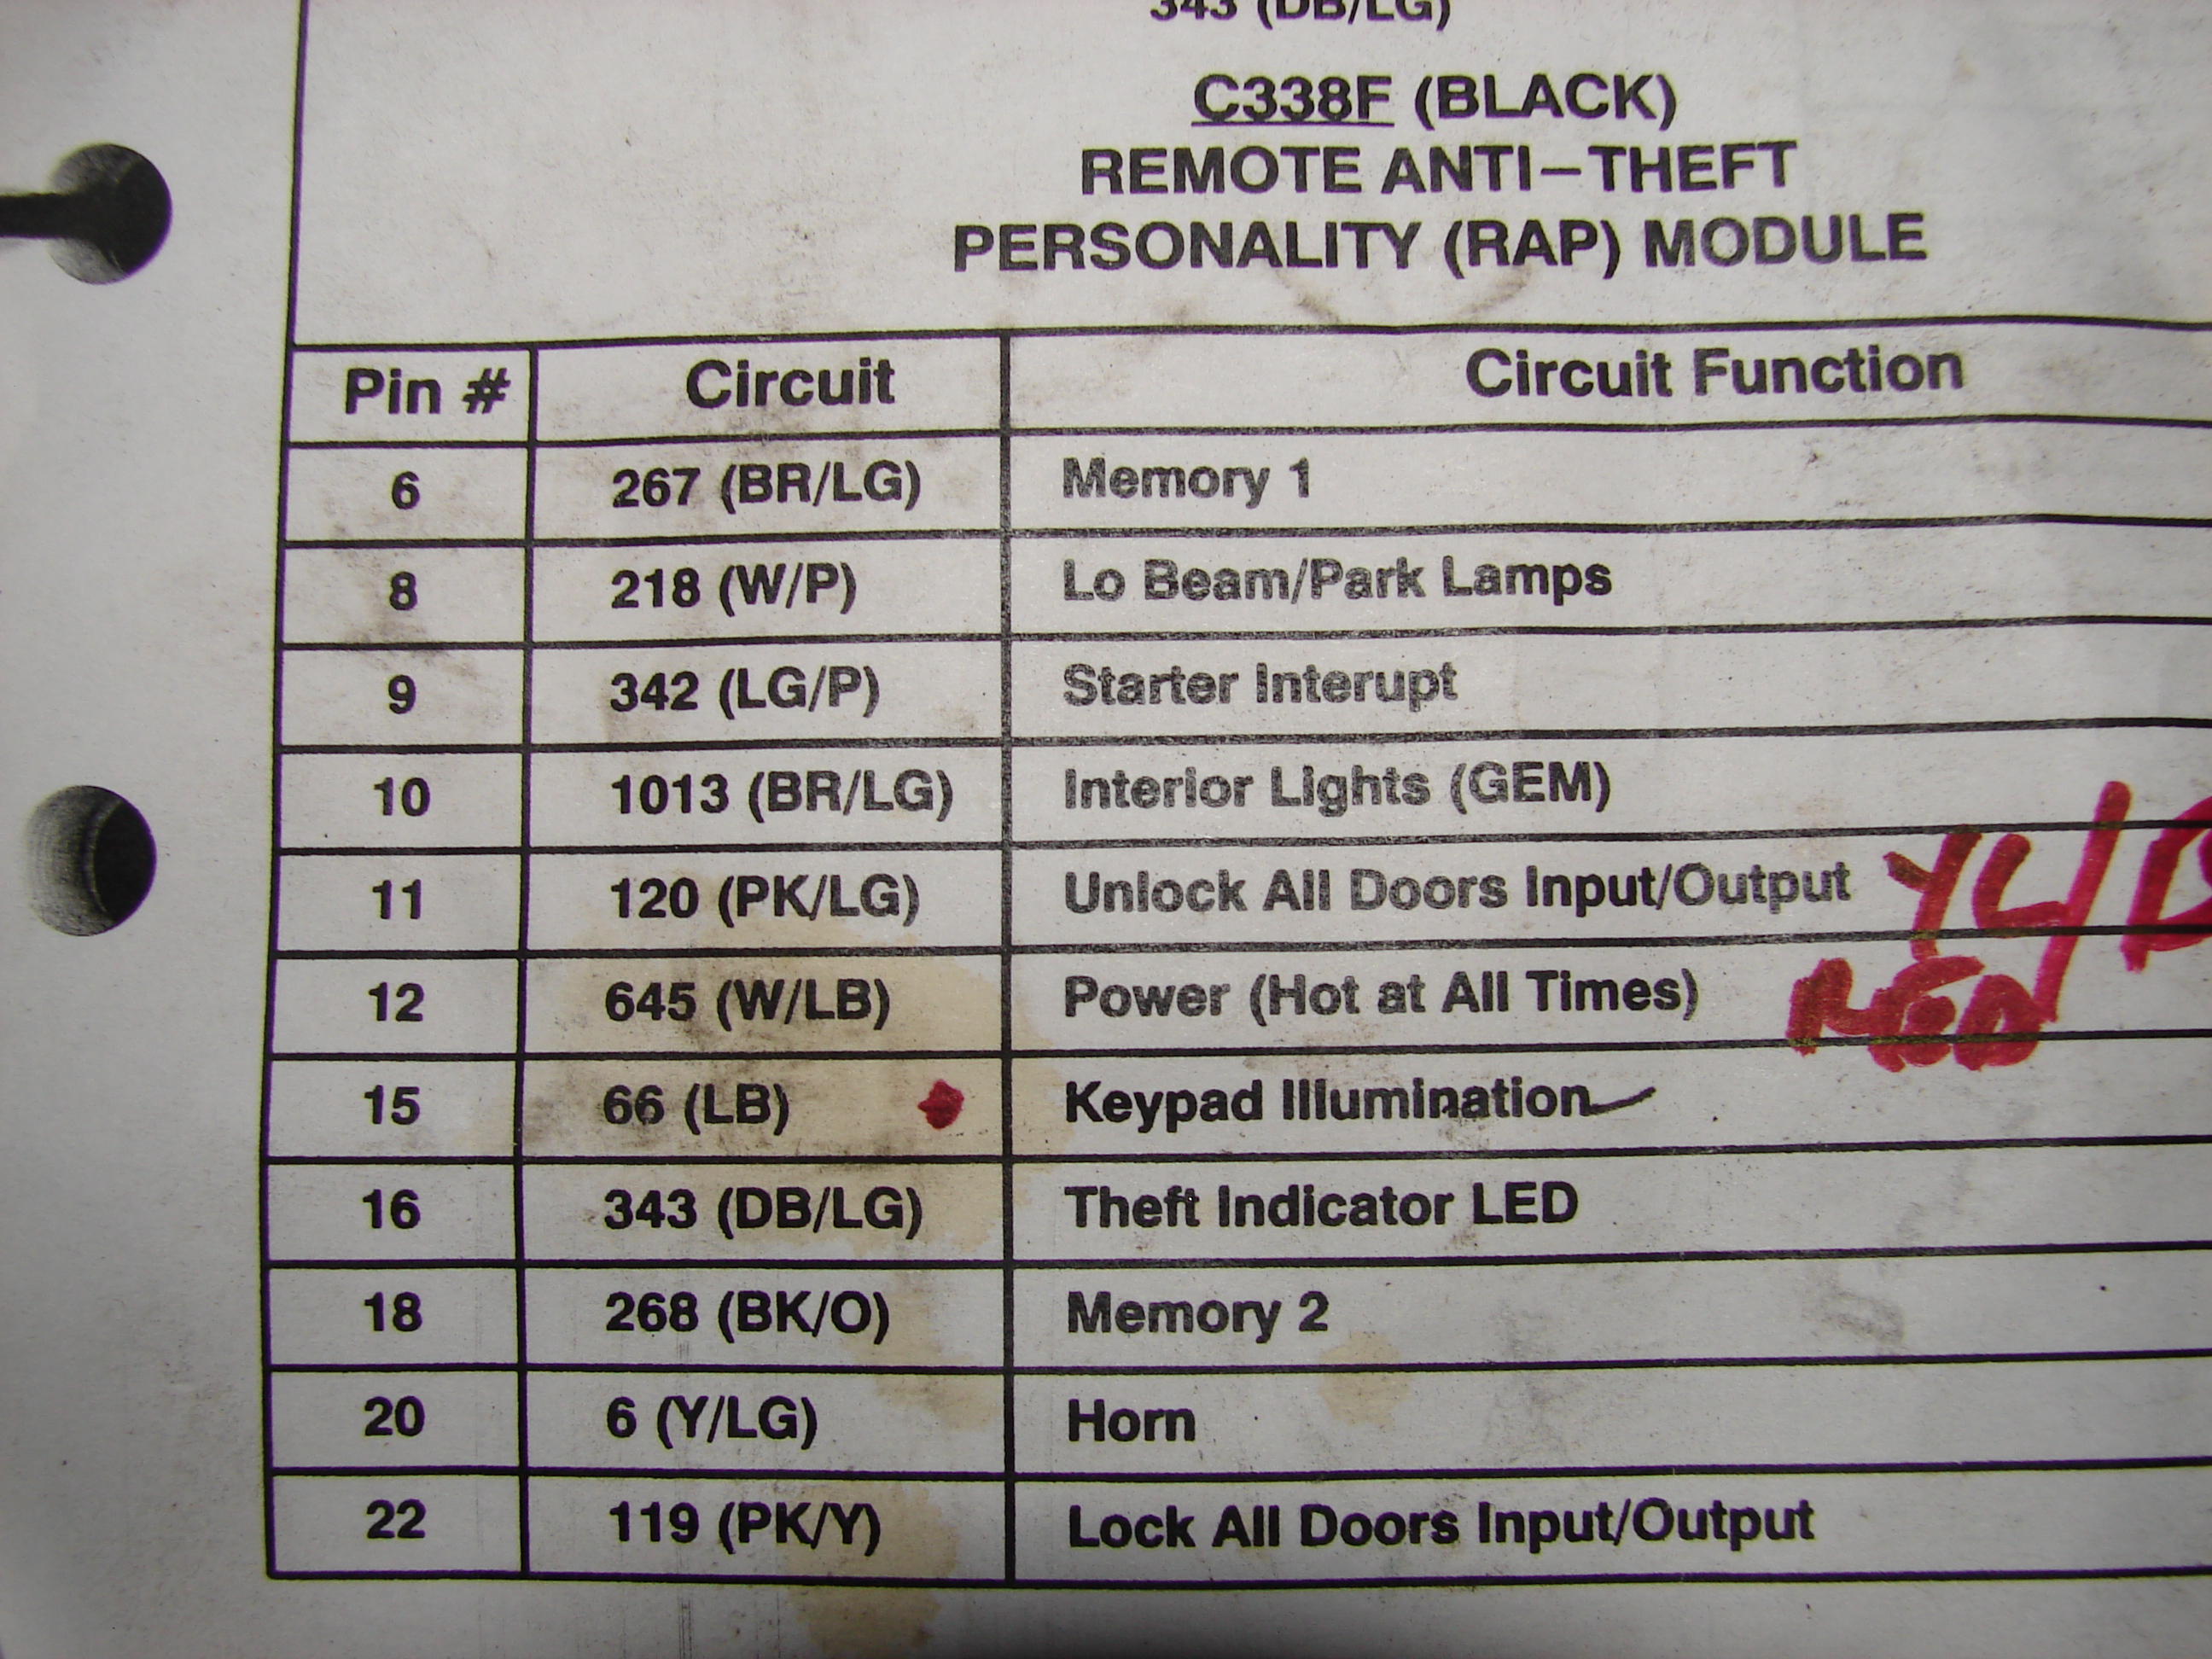 343 (DB/LG)
C338F (BLACK)
REMOTE ANTI-THEFT
PERSONALITY (RAP) MODULE
Pin # Circuit Circuit Function
6 267 (BR/LG) Memory 1
8 218 (W/P) Lo Beam/Park Lamps
9 342 (LG/P) Starter Interupt
10 1013 (BR/LG) Interior Lights (GEM)
11 120 (PK/LG) Unlock All Doors Input/Output
12 645 (W/LB) Power (Hot at All Times)
15 66 (LB) Keypad Illumination
16 343 (DB/LG) Theft Indicator LED
18 268 (BK/O) Memory 2
20 6 (Y/LG) Horn
22 119 (PK/Y) Lock All Doors Input/Output